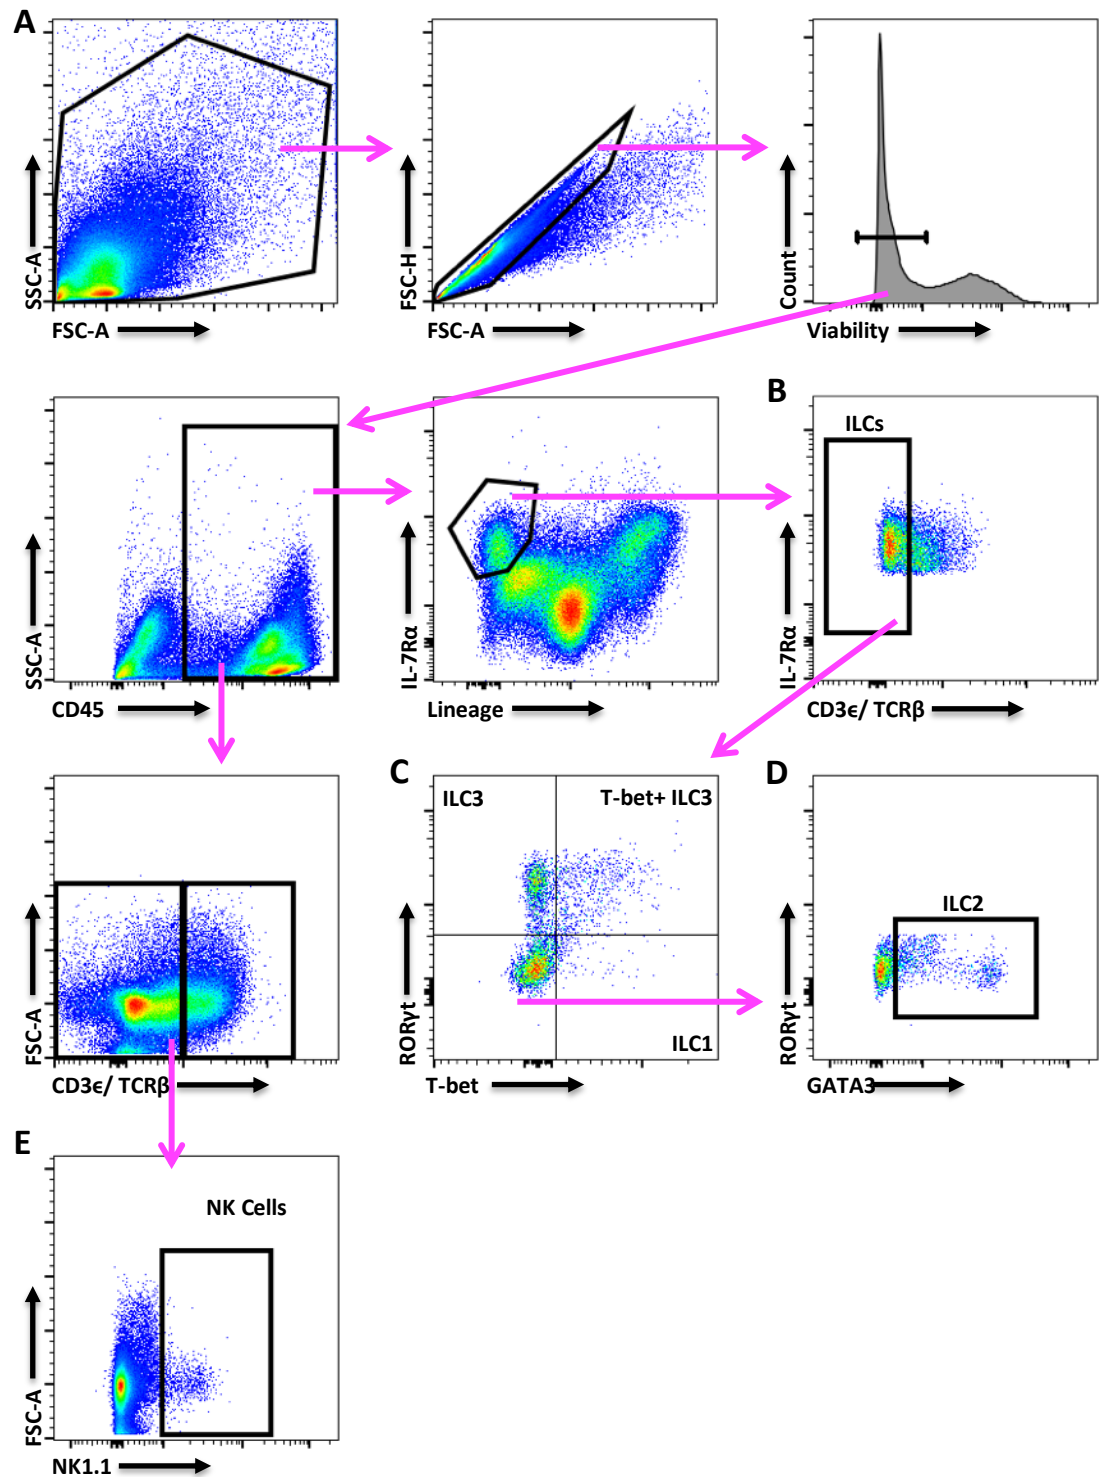 A
SSC-A
FSC-A
FSC-H
FSC-A
Count
Viability
SSC-A
CD45
IL-7Rα
Lineage
B
ILCs
IL-7Rα
CD3ϵ/ TCRβ
FSC-A
CD3ϵ/ TCRβ
C
ILC3
T-bet+ ILC3
ILC1
RORγt
T-bet
D
ILC2
RORγt
GATA3
E
NK Cells
FSC-A
NK1.1